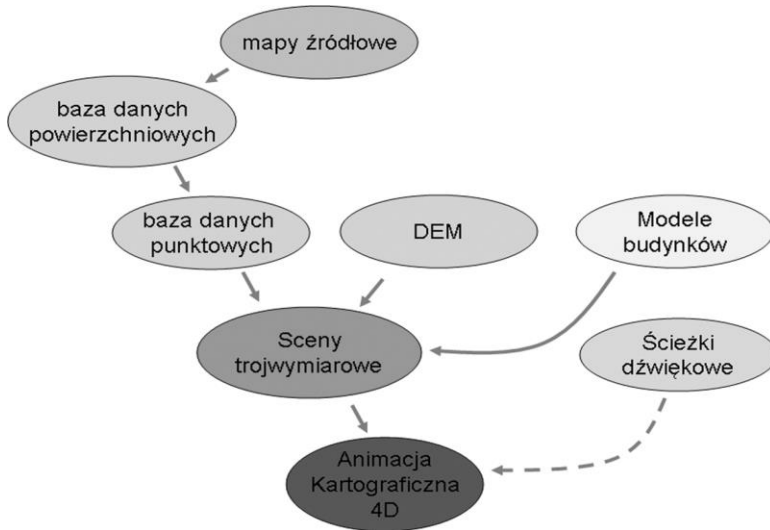 mapy źródłowe
baza danych
powierzchniowych
baza danych
punktowych
DEM
Modele
budynków
Sceny
trojwymiarowe
Ścieżki
dźwiękowe
Animacja
Kartograficzna
4D